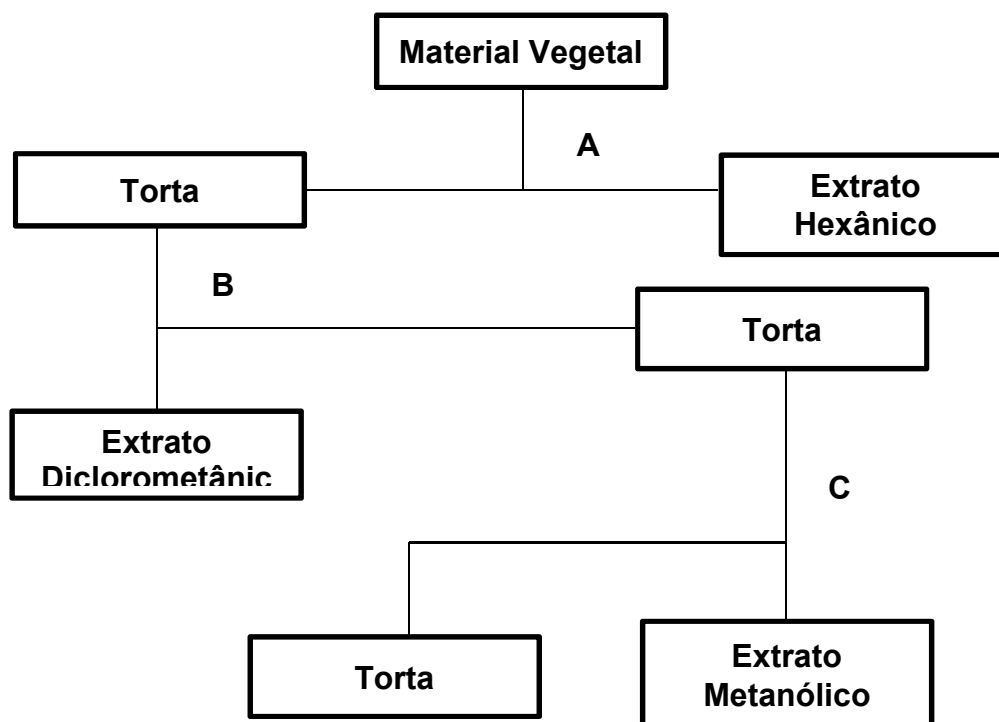 Material Vegetal
A
Torta
Extrato
Hexânico
B
Torta
Extrato
Diclorometânic
C
Torta
Extrato
Metanólico